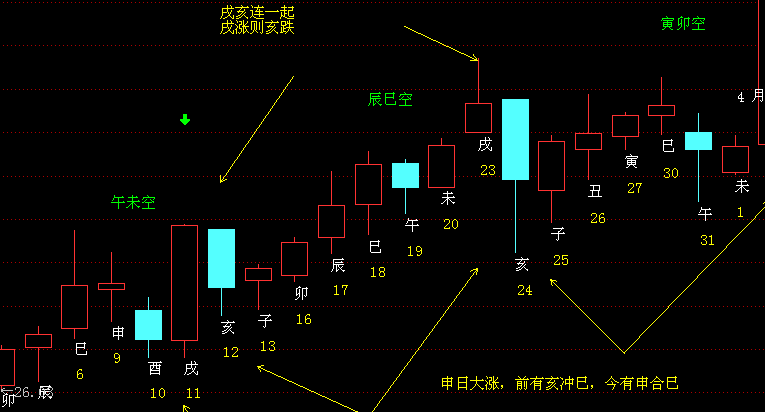 戌亥连一起
戌涨则亥跌
寅卯空
辰巳空
4 月
午未空
戌
23
巳
30
寅
27
丑
26
未
1
午
31
未
20
午
19
巳
18
辰
17
卯
16
子
25
亥
24
子
13
亥
12
戌
11
酉
10
申
9
巳
6
辰
卯
26.
申日大涨，前有亥冲巳，今有申合巳